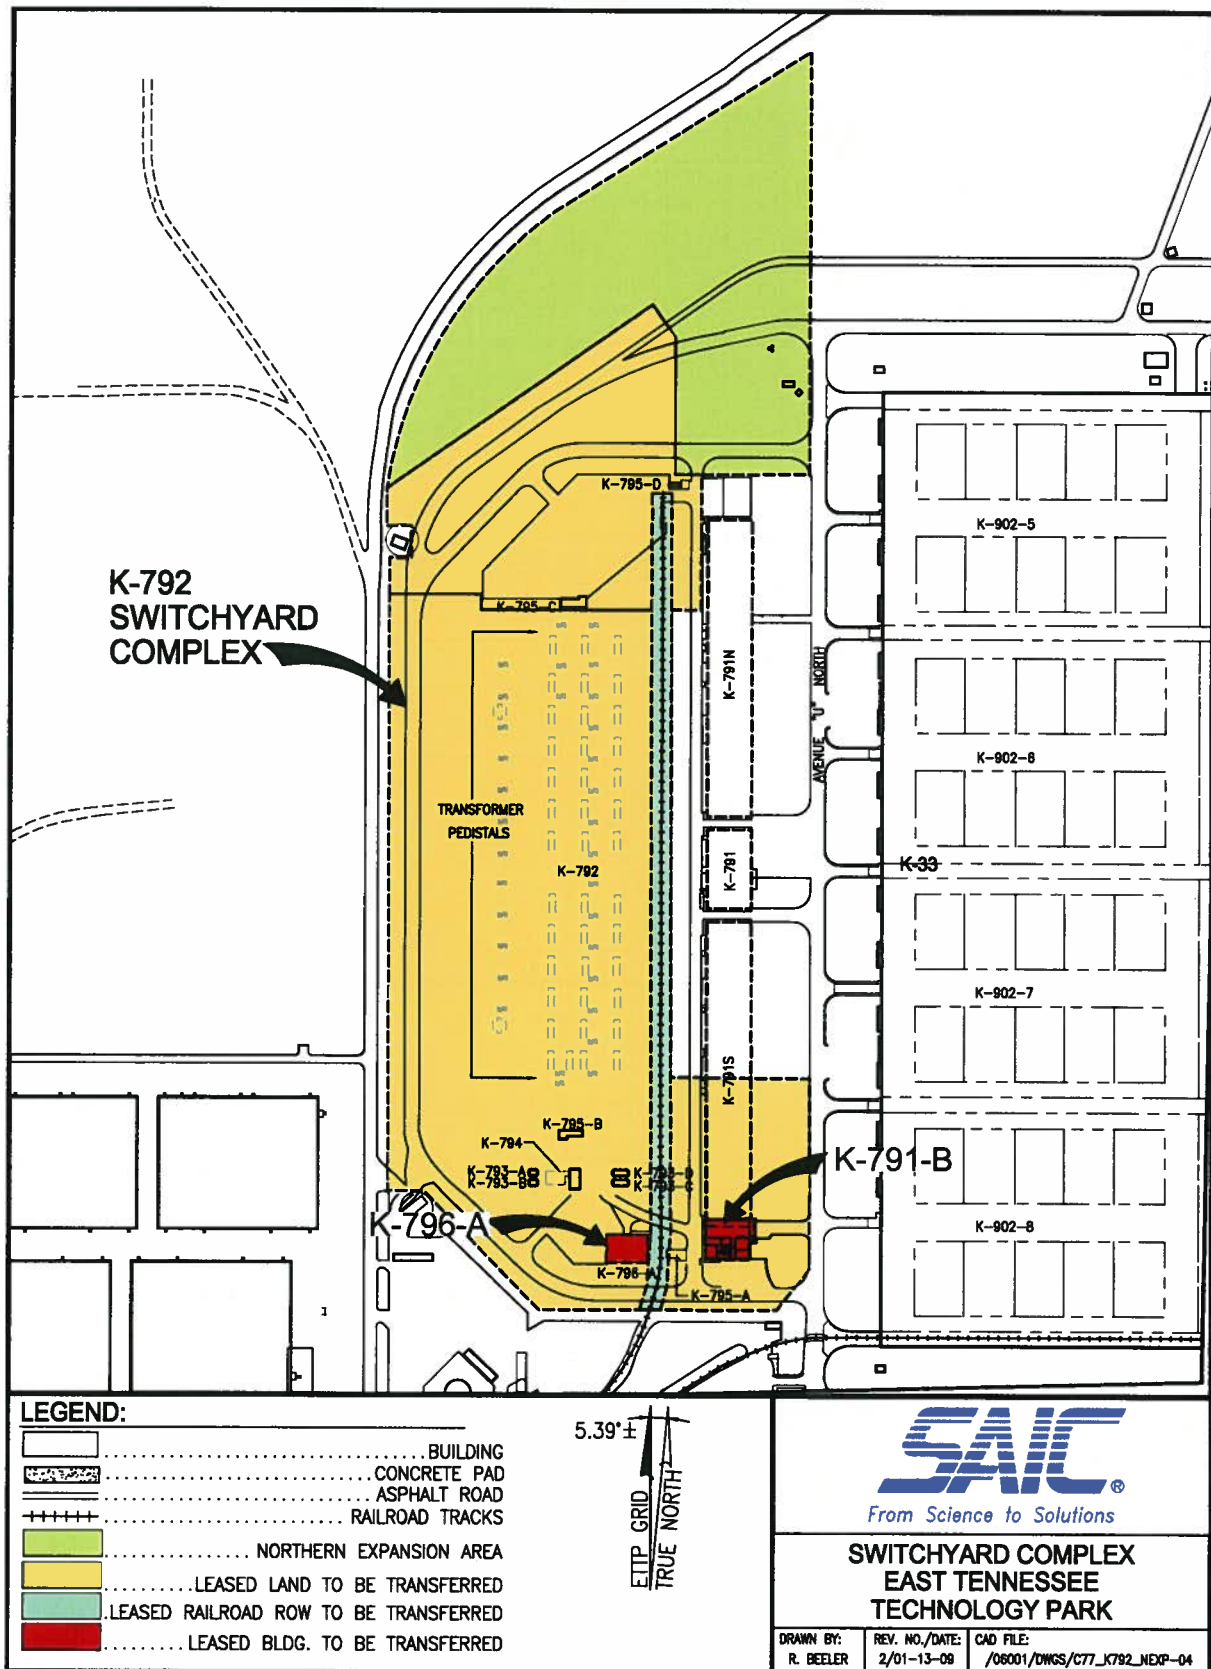 K-795-D
K-902-5
K-792
SWITCHYARD
COMPLEX
K-795-C
K-791N
AVENUE "U" NORTH
K-902-6
TRANSFORMER
PEDISTALS
K-792
K-791
K-33
K-902-7
K-791S
K-795-B
K-794
K-793-A
K-793-B
K-793-D
K-793-C
K-791-B
K-796-A
K-902-8
K-796-A
K-795-A
LEGEND:
BUILDING
CONCRETE PAD
ASPHALT ROAD
RAILROAD TRACKS
NORTHERN EXPANSION AREA
LEASED LAND TO BE TRANSFERRED
LEASED RAILROAD ROW TO BE TRANSFERRED
LEASED BLDG. TO BE TRANSFERRED
5.39°±
ETTP GRID
TRUE NORTH
SAIC®
From Science to Solutions
SWITCHYARD COMPLEX
EAST TENNESSEE
TECHNOLOGY PARK
DRAWN BY:
R. BEELER
REV. NO./DATE:
2/01-13-09
CAD FILE:
/06001/DWGS/C77_K792_NEXP-04